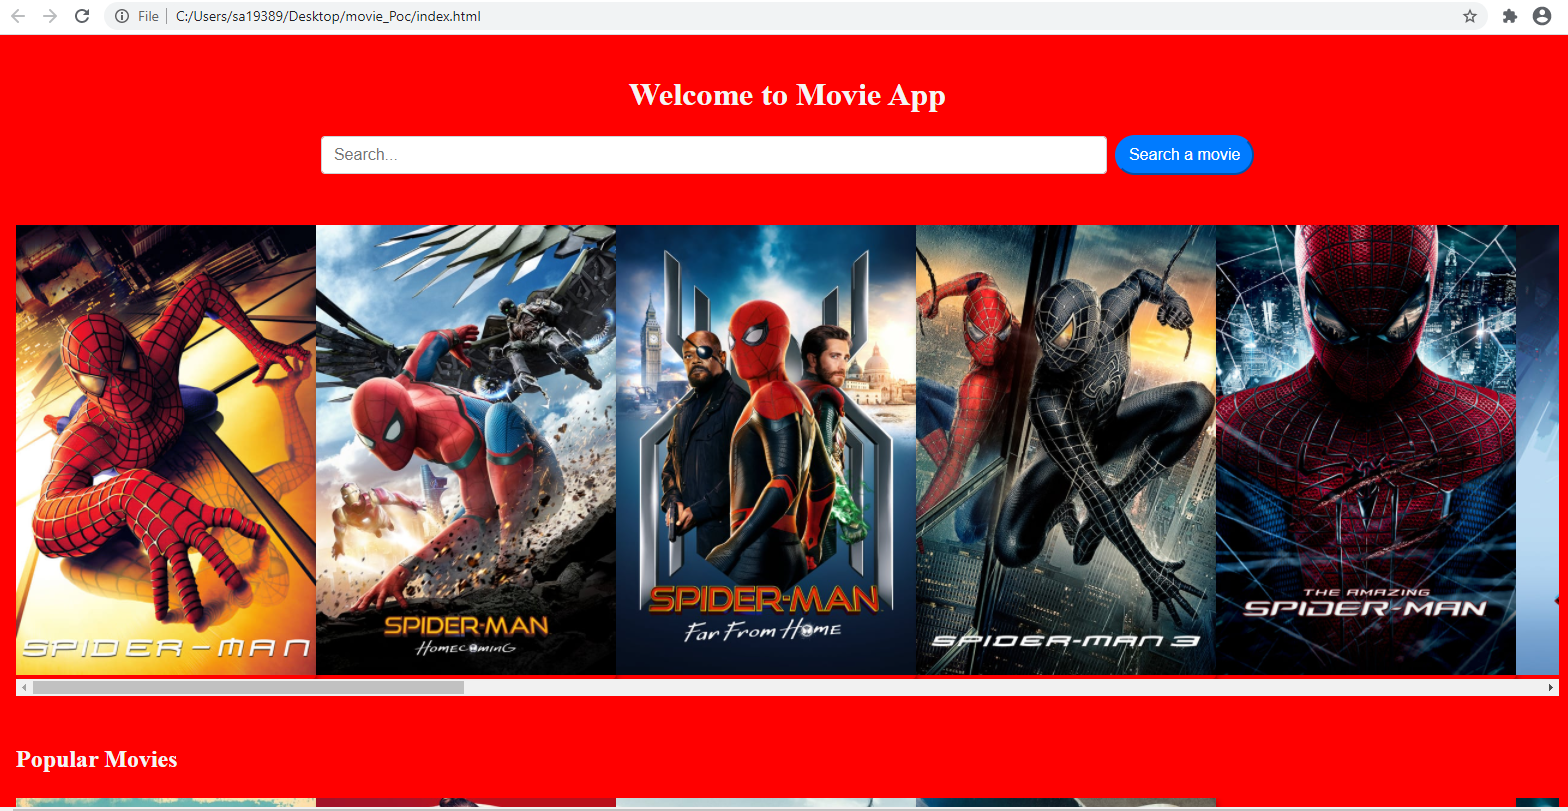 File | C:/Users/sa19389/Desktop/movie_Poc/index.html
Welcome to Movie App
Search...
Search a movie
SPIDER-MAN
SPIDER-MAN
HOMECOMING
SPIDER-MAN
Far From Home
SPIDER-MAN 3
THE AMAZING
SPIDER-MAN
Popular Movies